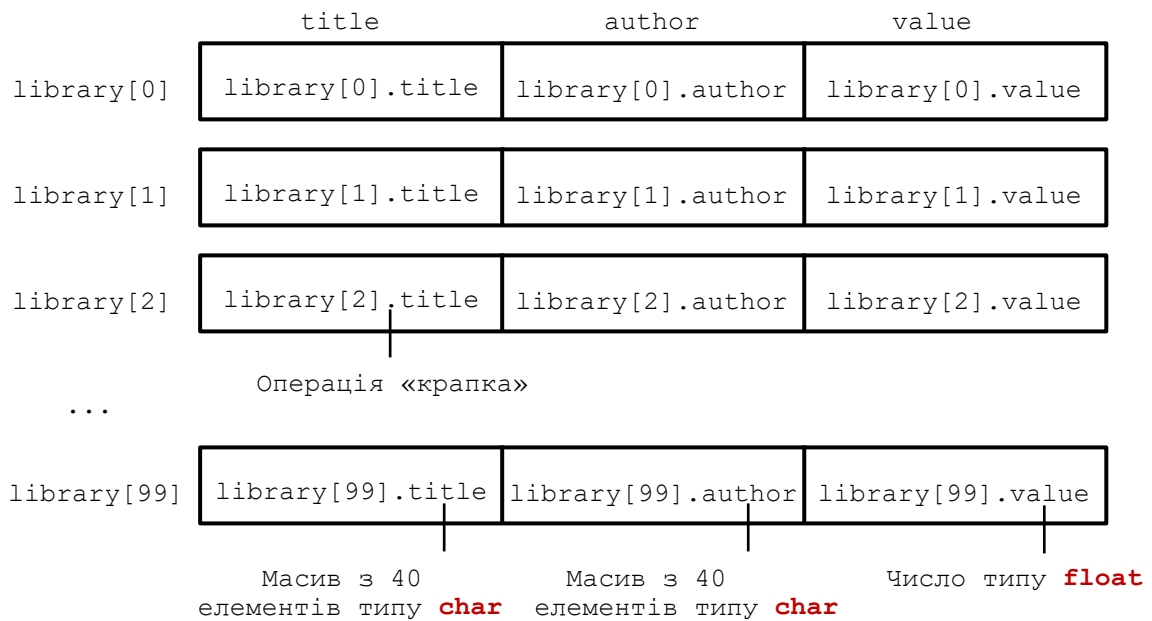 title author value
library[0] library[0].title library[0].author library[0].value
library[1] library[1].title library[1].author library[1].value
library[2] library[2].title library[2].author library[2].value
Операція «крапка»
...
library[99] library[99].title library[99].author library[99].value
Масив з 40 Масив з 40 Число типу float
елементів типу char елементів типу char